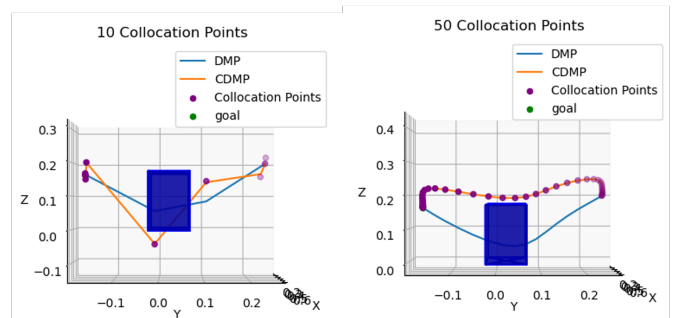 10 Collocation Points
DMP
CDMP
Collocation Points
goal
0.3
0.2
0.1
0.0
−0.1
Z
−0.1
0.0
0.1
0.2
Y
X
50 Collocation Points
DMP
CDMP
Collocation Points
goal
0.4
0.3
0.2
0.1
0.0
Z
−0.1
0.0
0.1
0.2
Y
X